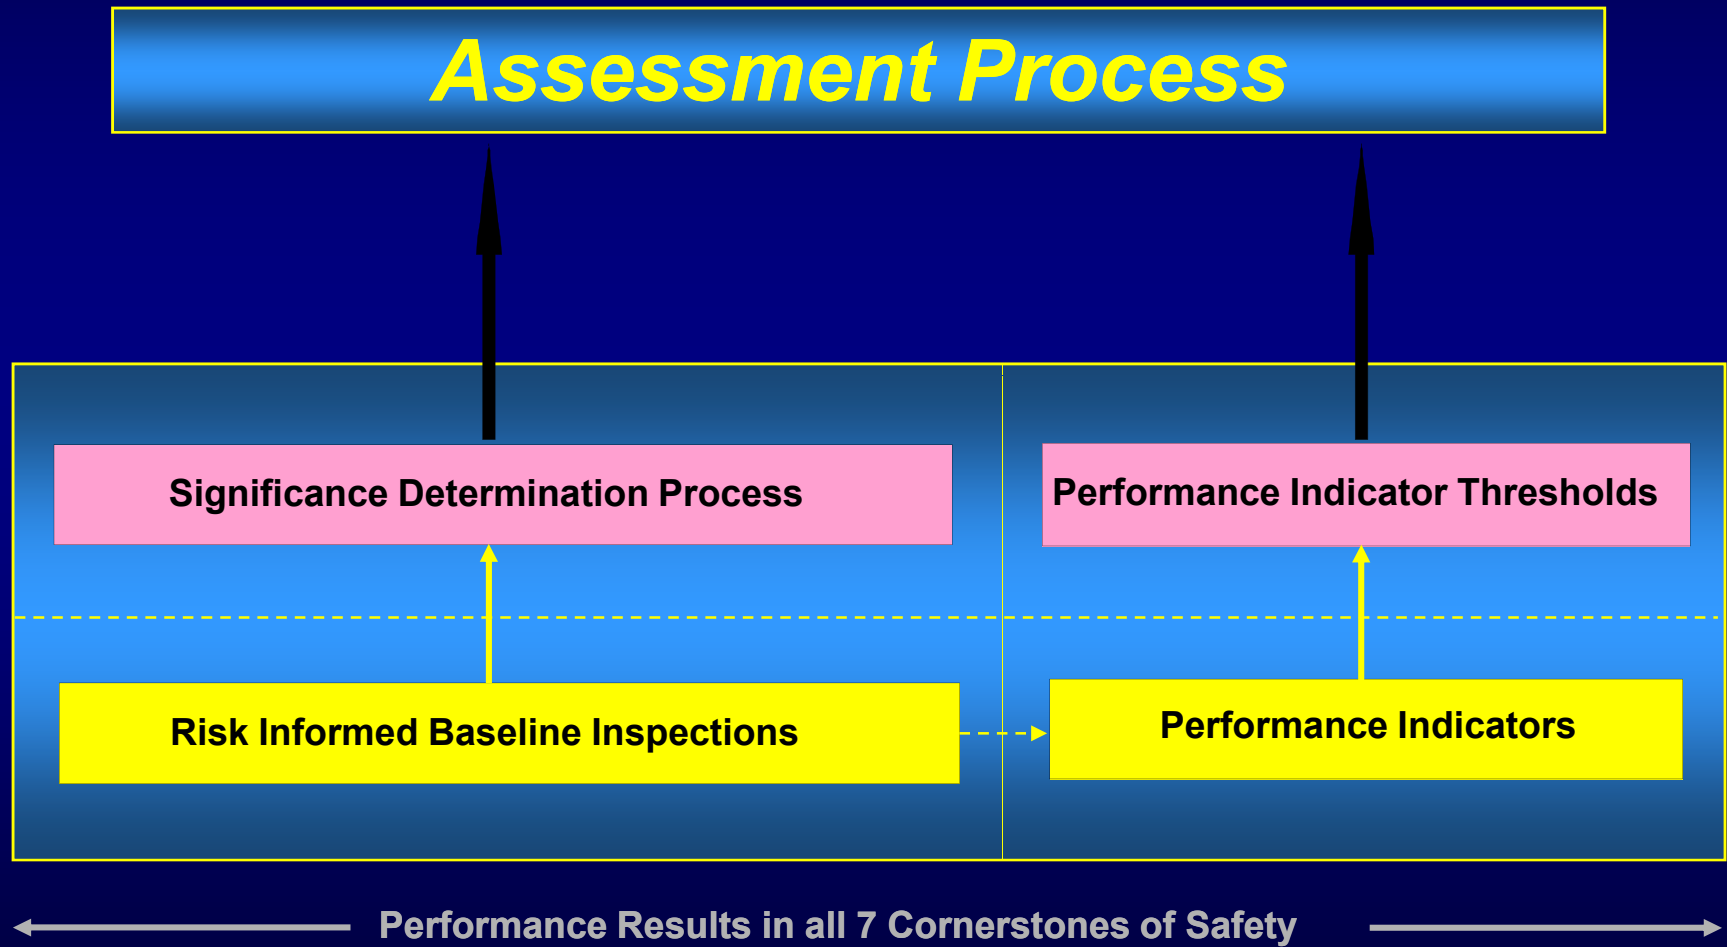 Assessment Process
Significance Determination Process
Performance Indicator Thresholds
Risk Informed Baseline Inspections
Performance Indicators
Performance Results in all 7 Cornerstones of Safety